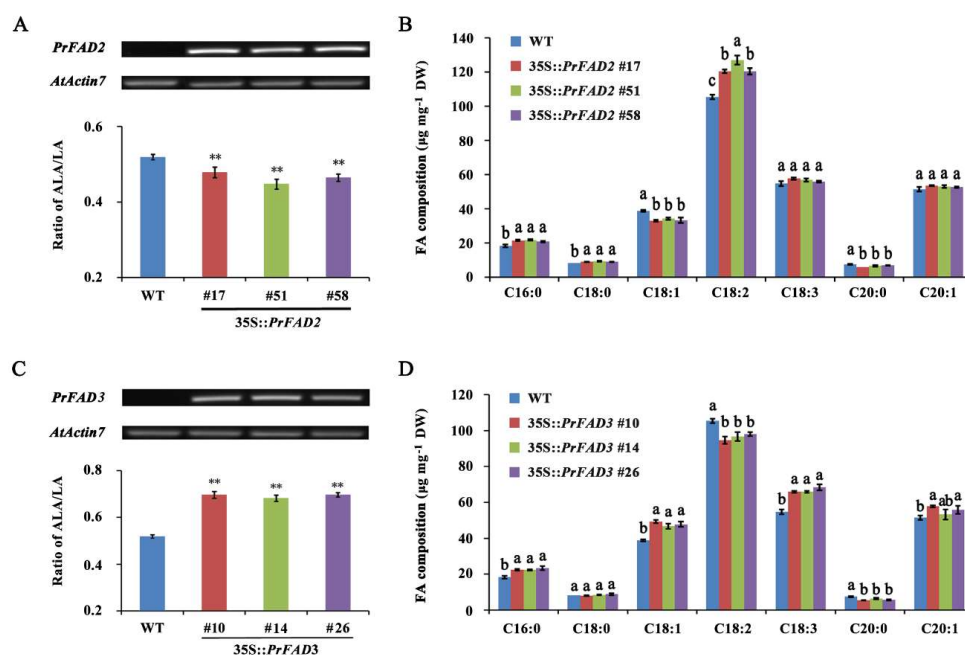 A
PrFAD2
AtActin7
0.6
0.4
0.2
Ratio of ALA/LA
** ** **
WT #17 #51 #58
35S::PrFAD2
B
WT
35S::PrFAD2 #17
35S::PrFAD2 #51
35S::PrFAD2 #58
140
120
100
80
60
40
20
0
FA composition (μg mg⁻¹ DW)
b a a a
b a a a
a b b b
c b a b
a a a a
a b b b
a a a a
C16:0 C18:0 C18:1 C18:2 C18:3 C20:0 C20:1
C
PrFAD3
AtActin7
0.8
0.6
0.4
0.2
Ratio of ALA/LA
** ** **
WT #10 #14 #26
35S::PrFAD3
D
WT
35S::PrFAD3 #10
35S::PrFAD3 #14
35S::PrFAD3 #26
120
100
80
60
40
20
0
FA composition (μg mg⁻¹ DW)
b a a a
a a a a
b a a a
a b b b
b a a a
a b b b
b a ab a
C16:0 C18:0 C18:1 C18:2 C18:3 C20:0 C20:1